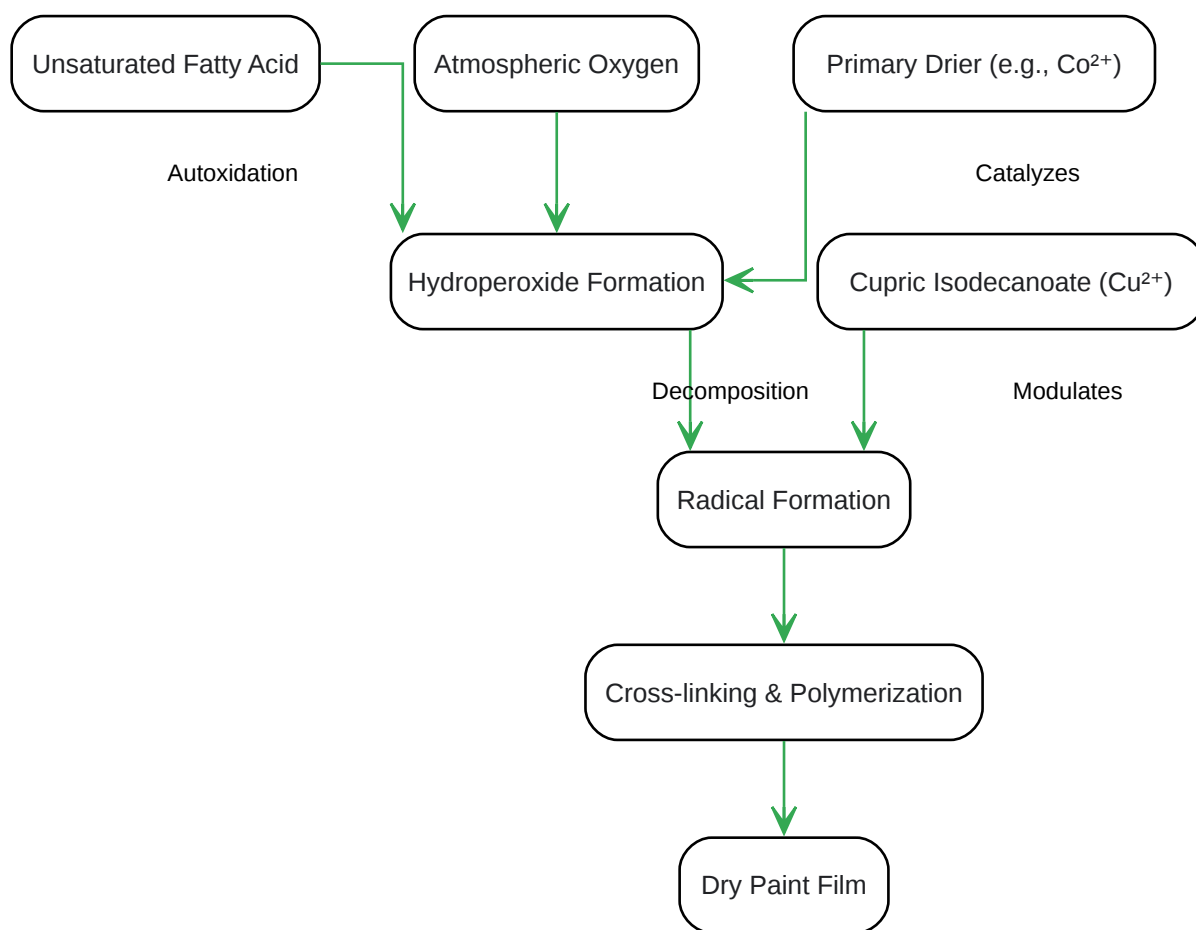 Unsaturated Fatty Acid
Atmospheric Oxygen
Primary Drier (e.g., Co²⁺)
Autoxidation
Catalyzes
Hydroperoxide Formation
Cupric Isodecanoate (Cu²⁺)
Decomposition
Modulates
Radical Formation
Cross-linking & Polymerization
Dry Paint Film